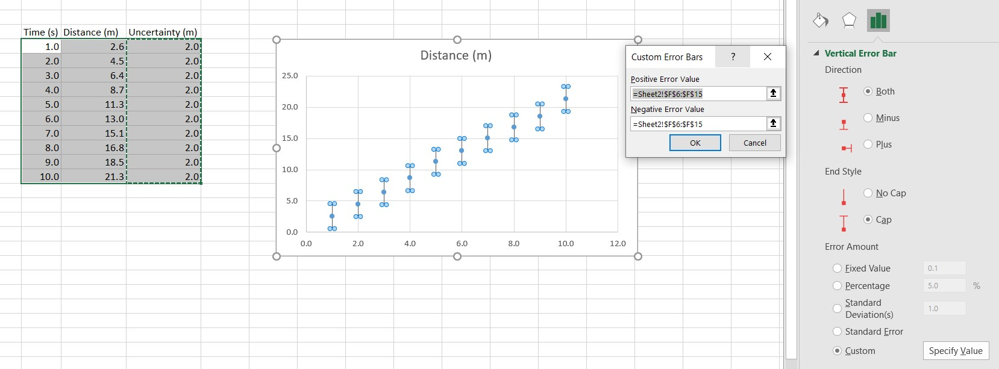 Time (s) Distance (m) Uncertainty (m)
1.0 2.6 2.0
2.0 4.5 2.0
3.0 6.4 2.0
4.0 8.7 2.0
5.0 11.3 2.0
6.0 13.0 2.0
7.0 15.1 2.0
8.0 16.8 2.0
9.0 18.5 2.0
10.0 21.3 2.0
Distance (m)
25.0
20.0
15.0
10.0
5.0
0.0
0.0 2.0 4.0 6.0 8.0 10.0 12.0
Custom Error Bars ?
Positive Error Value
=Sheet2!$F$6:$F$15
Negative Error Value
=Sheet2!$F$6:$F$15
OK Cancel
Vertical Error Bar
Direction
Both
Minus
Plus
End Style
No Cap
Cap
Error Amount
Fixed Value 0.1
Percentage 5.0 %
Standard
Deviation(s) 1.0
Standard Error
Custom Specify Value